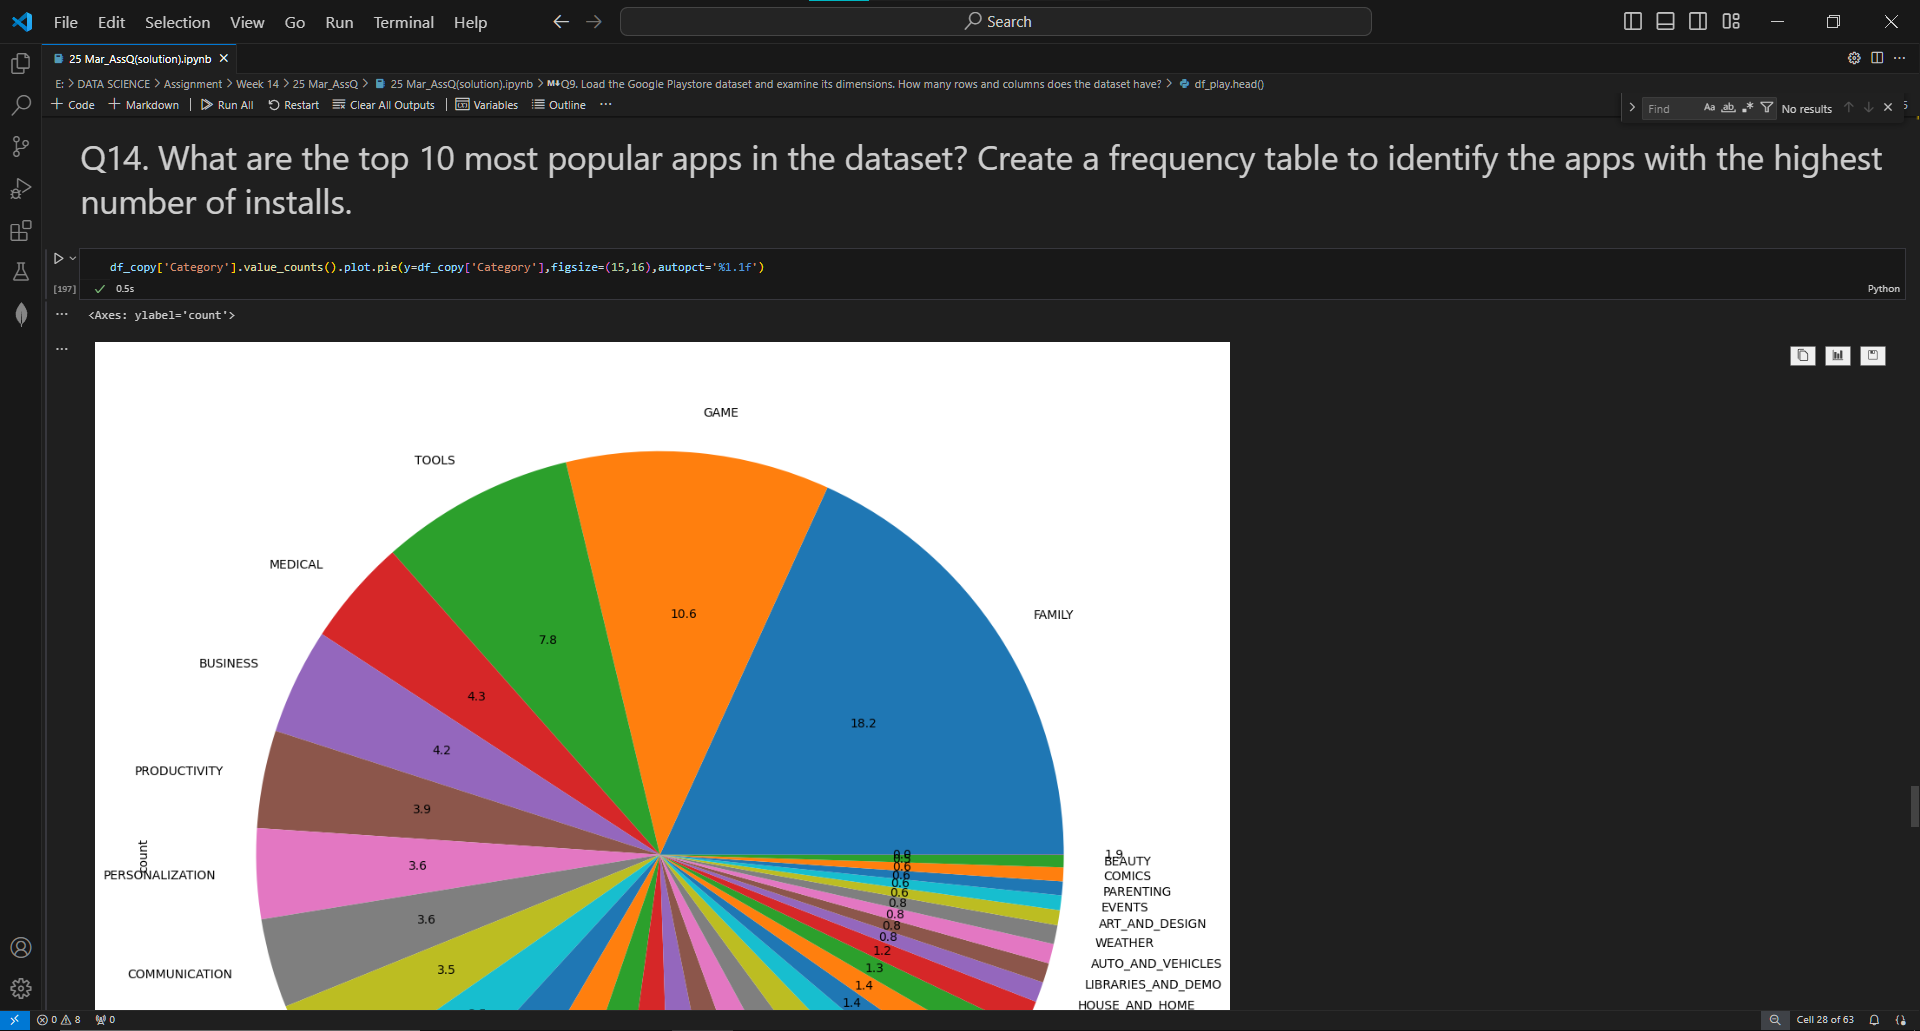 File Edit Selection View Go Run Terminal Help
Search
25 Mar_AssQ(solution).ipynb
E: > DATA SCIENCE > Assignment > Week 14 > 25 Mar_AssQ > 25 Mar_AssQ(solution).ipynb > M↓Q9. Load the Google Playstore dataset and examine its dimensions. How many rows and columns does the dataset have? > df_play.head()
+ Code + Markdown Run All Restart Clear All Outputs Variables Outline ...
Find Aa ab .* No results
Q14. What are the top 10 most popular apps in the dataset? Create a frequency table to identify the apps with the highest
number of installs.
df_copy['Category'].value_counts().plot.pie(y=df_copy['Category'],figsize=(15,16),autopct='%1.1f')
[197] 0.5s
Python
<Axes: ylabel='count'>
GAME
TOOLS
MEDICAL
FAMILY
10.6
7.8
BUSINESS
4.3
18.2
4.2
PRODUCTIVITY
3.9
count
0.0
1.9
BEAUTY
3.6
0.6
PERSONALIZATION
0.6
COMICS
0.6
PARENTING
0.6
EVENTS
0.8
3.6
0.8
ART_AND_DESIGN
0.8
0.8
WEATHER
1.2
AUTO_AND_VEHICLES
COMMUNICATION
3.5
1.3
1.4
LIBRARIES_AND_DEMO
1.4
HOUSE_AND_HOME
0 8 0
Cell 28 of 63